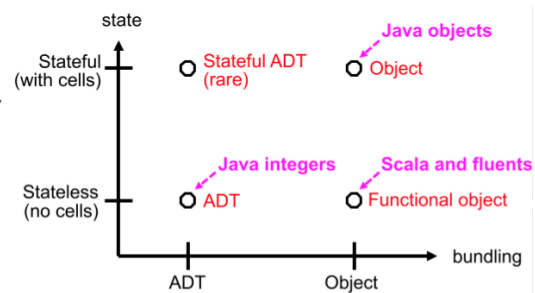 state
Java objects
Stateful
(with cells)
Stateful ADT
(rare)
Object
Java integers
Scala and fluents
Stateless
(no cells)
ADT
Functional object
bundling
ADT
Object